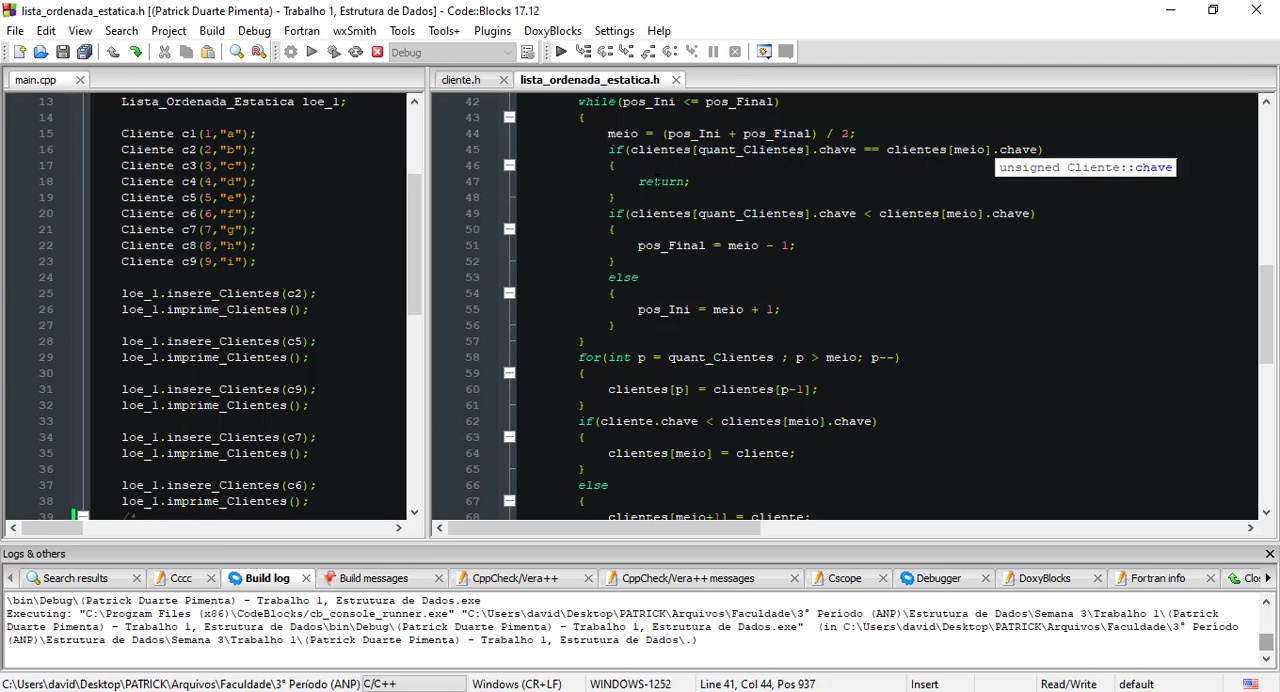 lista_ordenada_estatica.h [(Patrick Duarte Pimenta) - Trabalho 1, Estrutura de Dados] - Code::Blocks 17.12
File Edit View Search Project Build Debug Fortran wxSmith Tools Tools+ Plugins DoxyBlocks Settings Help
Debug
main.cpp
13 Lista_Ordenada_Estatica loe_1;
14
15 Cliente c1(1,"a");
16 Cliente c2(2,"b");
17 Cliente c3(3,"c");
18 Cliente c4(4,"d");
19 Cliente c5(5,"e");
20 Cliente c6(6,"f");
21 Cliente c7(7,"g");
22 Cliente c8(8,"h");
23 Cliente c9(9,"i");
24
25 loe_1.insere_Clientes(c2);
26 loe_1.imprime_Clientes();
27
28 loe_1.insere_Clientes(c5);
29 loe_1.imprime_Clientes();
30
31 loe_1.insere_Clientes(c9);
32 loe_1.imprime_Clientes();
33
34 loe_1.insere_Clientes(c7);
35 loe_1.imprime_Clientes();
36
37 loe_1.insere_Clientes(c6);
38 loe_1.imprime_Clientes();
39 /*
cliente.h lista_ordenada_estatica.h
42 while(pos_Ini <= pos_Final)
43 {
44 meio = (pos_Ini + pos_Final) / 2;
45 if(clientes[quant_Clientes].chave == clientes[meio].chave)
unsigned Cliente::chave
46 {
47 return;
48 }
49 if(clientes[quant_Clientes].chave < clientes[meio].chave)
50 {
51 pos_Final = meio - 1;
52 }
53 else
54 {
55 pos_Ini = meio + 1;
56 }
57 }
58 for(int p = quant_Clientes ; p > meio; p--)
59 {
60 clientes[p] = clientes[p-1];
61 }
62 if(cliente.chave < clientes[meio].chave)
63 {
64 clientes[meio] = cliente;
65 }
66 else
67 {
68 clientes[meio+1] = cliente;
Logs & others
Search results Cccc Build log Build messages CppCheck/Vera++ CppCheck/Vera++ messages Cscope Debugger DoxyBlocks Fortran info Clos
\bin\Debug\(Patrick Duarte Pimenta) - Trabalho 1, Estrutura de Dados.exe
Executing: "C:\Program Files (x86)\CodeBlocks/cb_console_runner.exe" "C:\Users\david\Desktop\PATRICK\Arquivos\Faculdade\3° Período (ANP)\Estrutura de Dados\Semana 3\Trabalho 1\(Patrick
Duarte Pimenta) - Trabalho 1, Estrutura de Dados\bin\Debug\(Patrick Duarte Pimenta) - Trabalho 1, Estrutura de Dados.exe" (in C:\Users\david\Desktop\PATRICK\Arquivos\Faculdade\3° Período
(ANP)\Estrutura de Dados\Semana 3\Trabalho 1\(Patrick Duarte Pimenta) - Trabalho 1, Estrutura de Dados\.)
C:\Users\david\Desktop\PATRICK\Arquivos\Faculdade\3° Período (ANP) C/C++ Windows (CR+LF) WINDOWS-1252 Line 41, Col 44, Pos 937 Insert Read/Write default